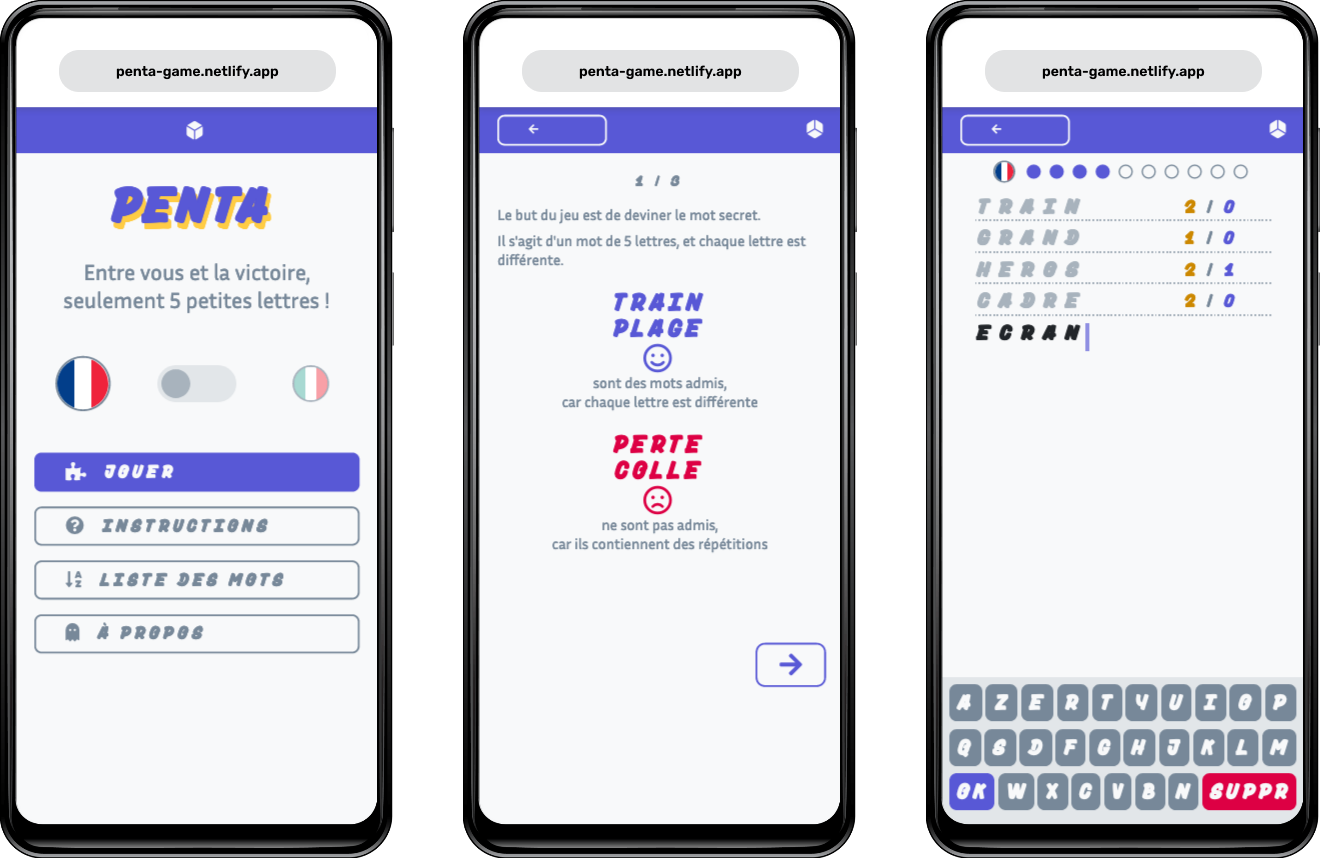 penta-game.netlify.app
PENTA
Entre vous et la victoire,
seulement 5 petites lettres !
JOUER
INSTRUCTIONS
LISTE DES MOTS
À PROPOS
penta-game.netlify.app
1 / 8
Le but du jeu est de deviner le mot secret.
Il s'agit d'un mot de 5 lettres, et chaque lettre est
différente.
TRAIN
PLAGE
sont des mots admis,
car chaque lettre est différente
PERTE
COLLE
ne sont pas admis,
car ils contiennent des répétitions
penta-game.netlify.app
TRAIN 2 / 0
GRAND 1 / 0
HEROS 2 / 1
CADRE 2 / 0
ECRAN
A Z E R T Y U I O P
Q S D F G H J K L M
OK W X C V B N SUPPR